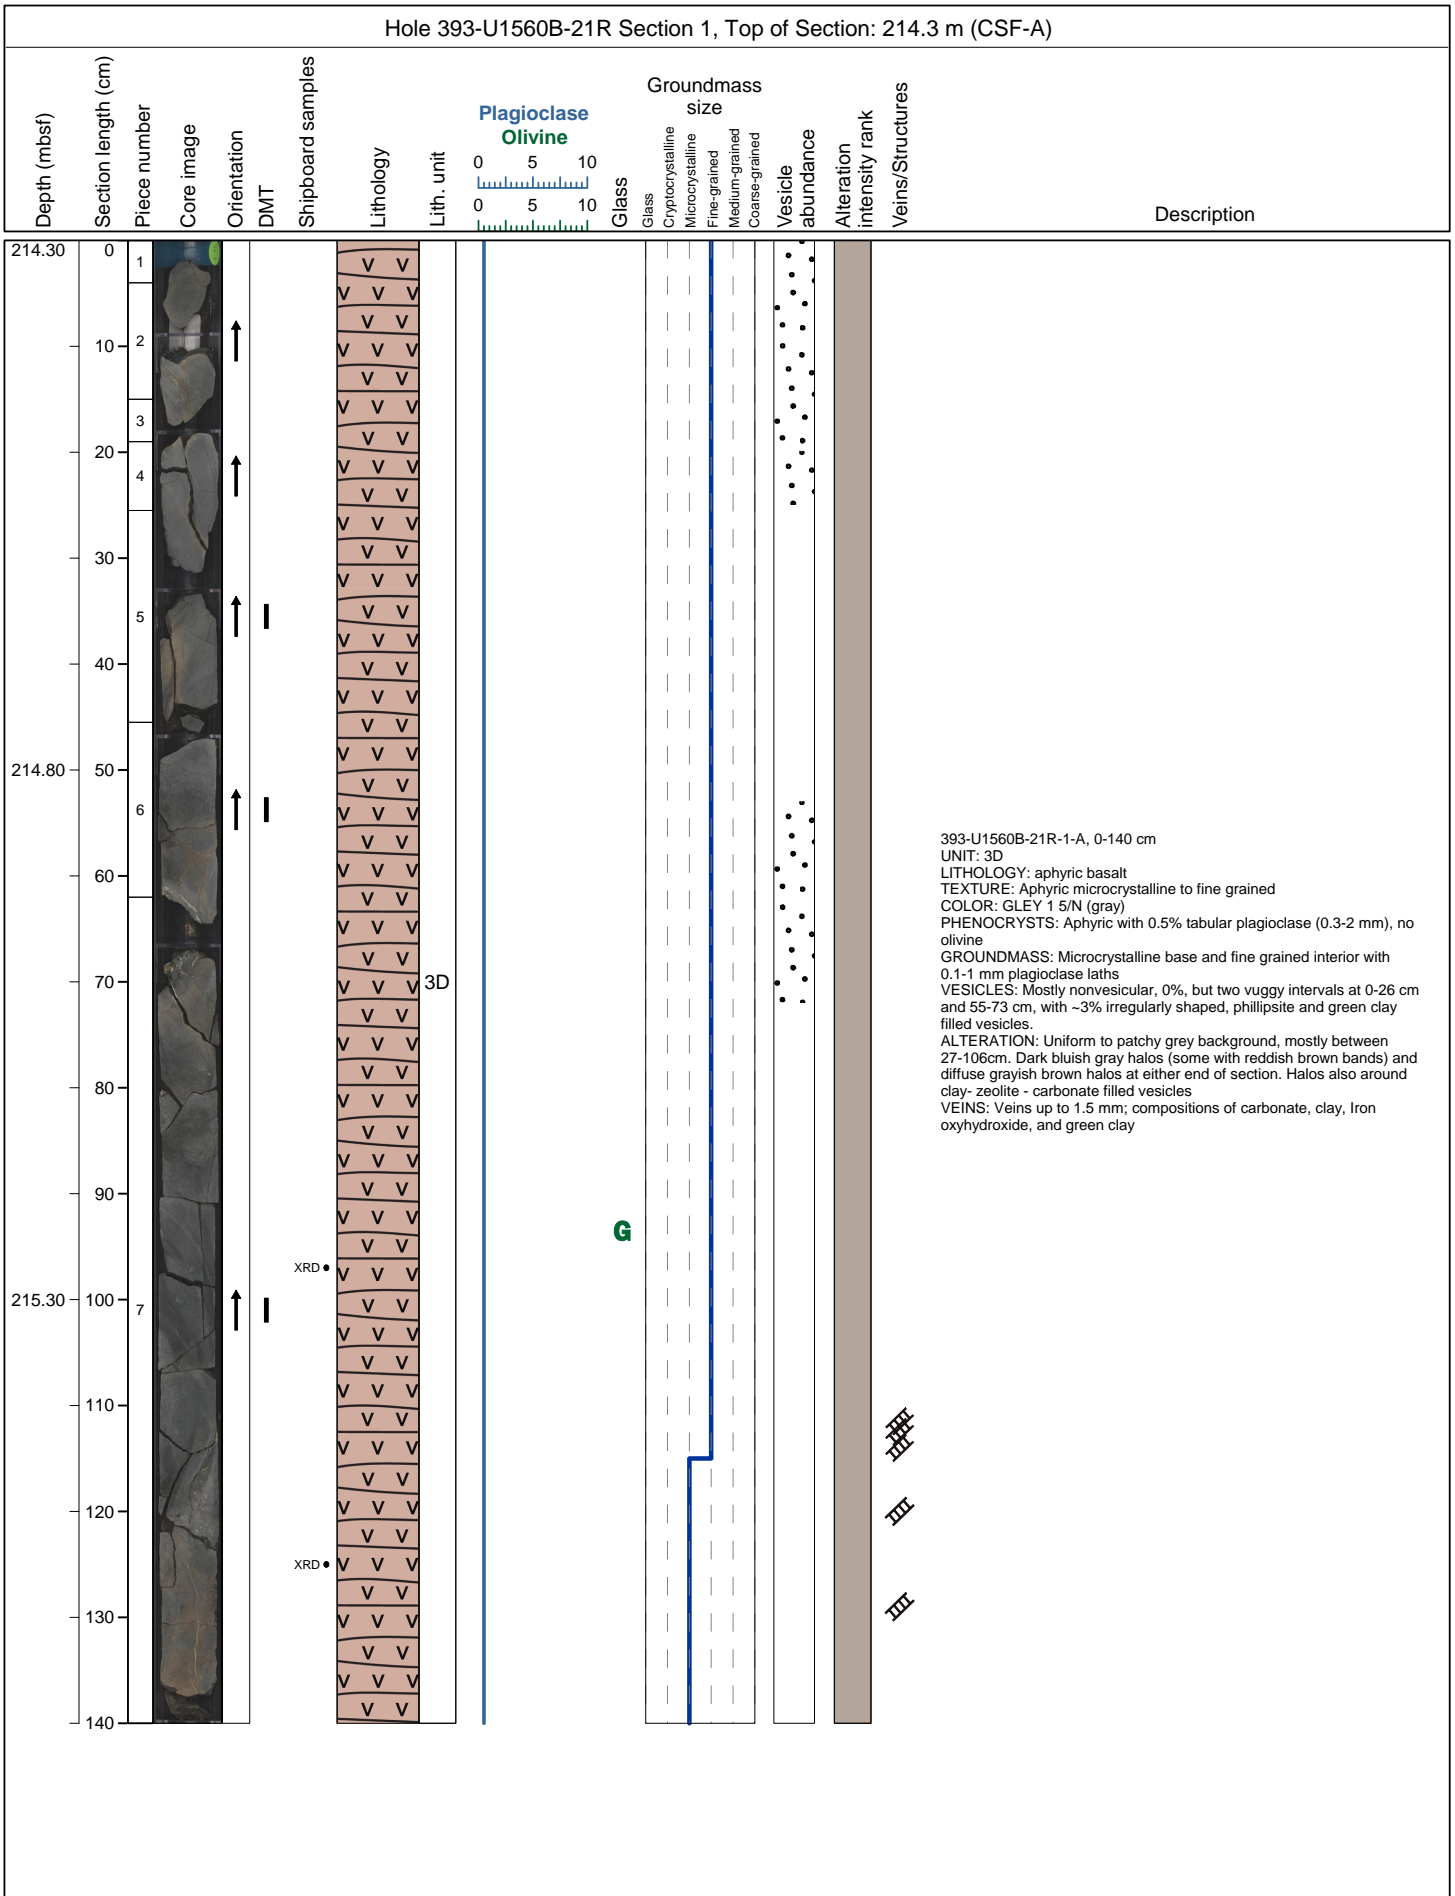 Hole 393-U1560B-21R Section 1, Top of Section: 214.3 m (CSF-A)
Depth (mbsf)
Section length (cm)
Piece number
Core image
Orientation
DMT
Shipboard samples
Lithology
Lith. unit
Plagioclase
Olivine
0 5 10
0 5 10
Glass
Groundmass
size
Glass
Cryptocrystalline
Microcrystalline
Fine-grained
Medium-grained
Coarse-grained
Vesicle
abundance
Alteration
intensity rank
Veins/Structures
Description
214.30
214.80
215.30
0
10
20
30
40
50
60
70
80
90
100
110
120
130
140
1
2
3
4
5
6
7
XRD
XRD
3D
G
393-U1560B-21R-1-A, 0-140 cm
UNIT: 3D
LITHOLOGY: aphyric basalt
TEXTURE: Aphyric microcrystalline to fine grained
COLOR: GLEY 1 5/N (gray)
PHENOCRYSTS: Aphyric with 0.5% tabular plagioclase (0.3-2 mm), no
olivine
GROUNDMASS: Microcrystalline base and fine grained interior with
0.1-1 mm plagioclase laths
VESICLES: Mostly nonvesicular, 0%, but two vuggy intervals at 0-26 cm
and 55-73 cm, with ~3% irregularly shaped, phillipsite and green clay
filled vesicles.
ALTERATION: Uniform to patchy grey background, mostly between
27-106cm. Dark bluish gray halos (some with reddish brown bands) and
diffuse grayish brown halos at either end of section. Halos also around
clay- zeolite - carbonate filled vesicles
VEINS: Veins up to 1.5 mm; compositions of carbonate, clay, Iron
oxyhydroxide, and green clay